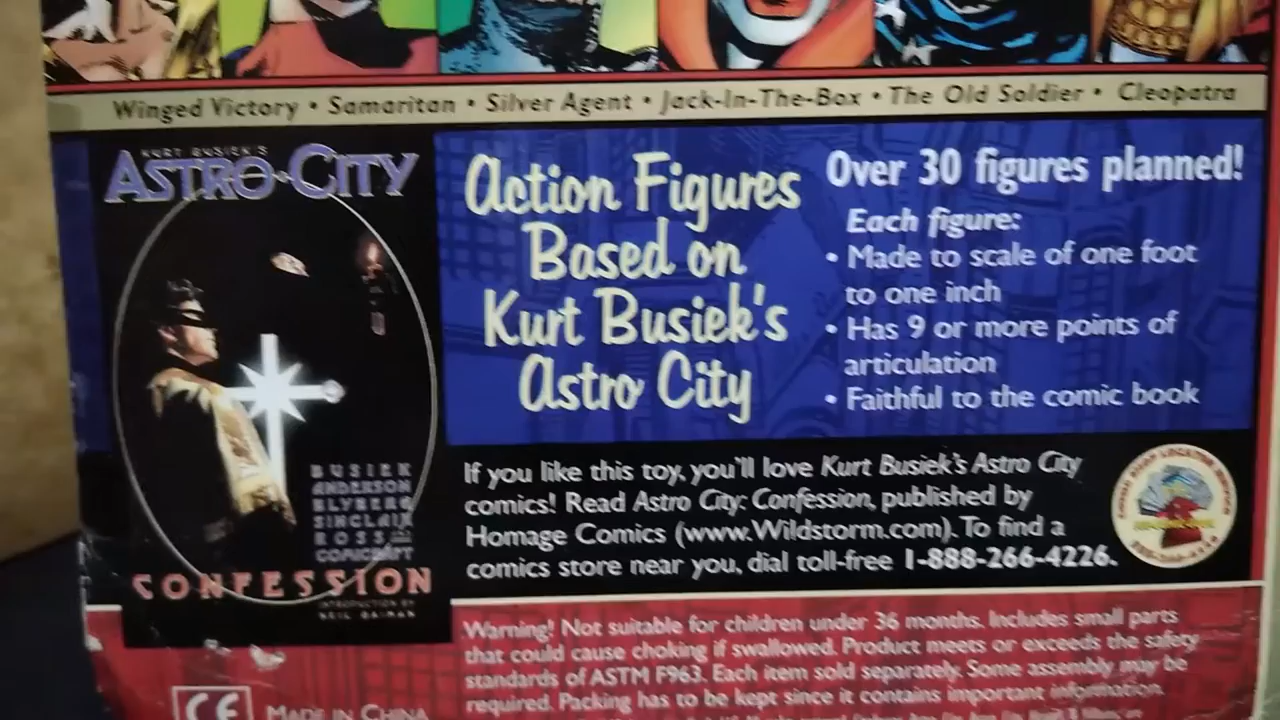 Winged Victory • Samaritan • Silver Agent • Jack-In-The-Box • The Old Soldier • Cleopatra
KURT BUSIEK'S
ASTRO CITY
BUSIEK
ANDERSON
BLYBERG
SINCLAIR
ROSS
COMICRAFT
CONFESSION
INTRODUCTION BY
NEIL GAIMAN
Action Figures
Based on
Kurt Busiek's
Astro City
Over 30 figures planned!
Each figure:
• Made to scale of one foot
to one inch
• Has 9 or more points of
articulation
• Faithful to the comic book
If you like this toy, you'll love Kurt Busiek's Astro City
comics! Read Astro City: Confession, published by
Homage Comics (www.Wildstorm.com). To find a
comics store near you, dial toll-free 1-888-266-4226.
COMIC SHOP LOCATOR SERVICE
Warning! Not suitable for children under 36 months. Includes small parts
that could cause choking if swallowed. Product meets or exceeds the safety
standards of ASTM F963. Each item sold separately. Some assembly may be
required. Packing has to be kept since it contains important information.
CE
MADE IN CHINA